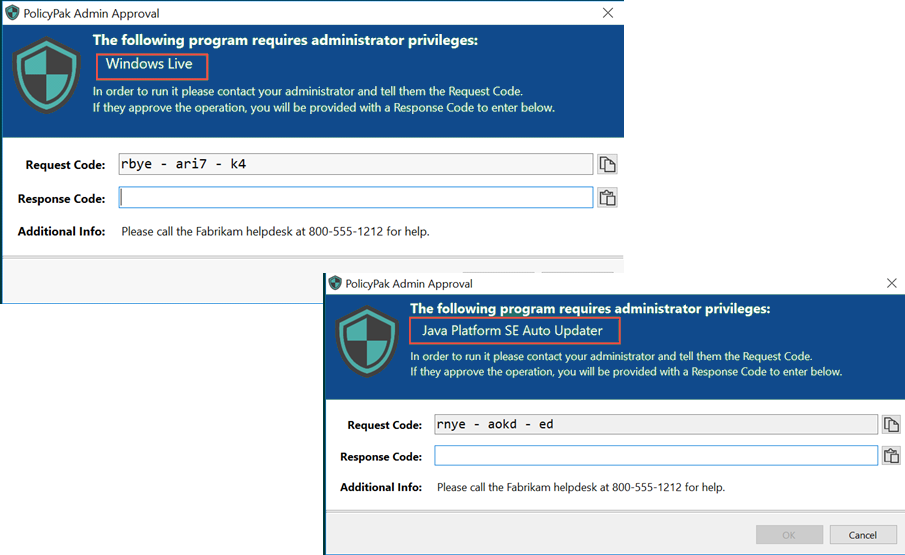 PolicyPak Admin Approval
The following program requires administrator privileges:
Windows Live
In order to run it please contact your administrator and tell them the Request Code.
If they approve the operation, you will be provided with a Response Code to enter below.
Request Code: rbye - ari7 - k4
Response Code:
Additional Info: Please call the Fabrikam helpdesk at 800-555-1212 for help.
PolicyPak Admin Approval
The following program requires administrator privileges:
Java Platform SE Auto Updater
In order to run it please contact your administrator and tell them the Request Code.
If they approve the operation, you will be provided with a Response Code to enter below.
Request Code: rnye - aokd - ed
Response Code:
Additional Info: Please call the Fabrikam helpdesk at 800-555-1212 for help.
OK Cancel